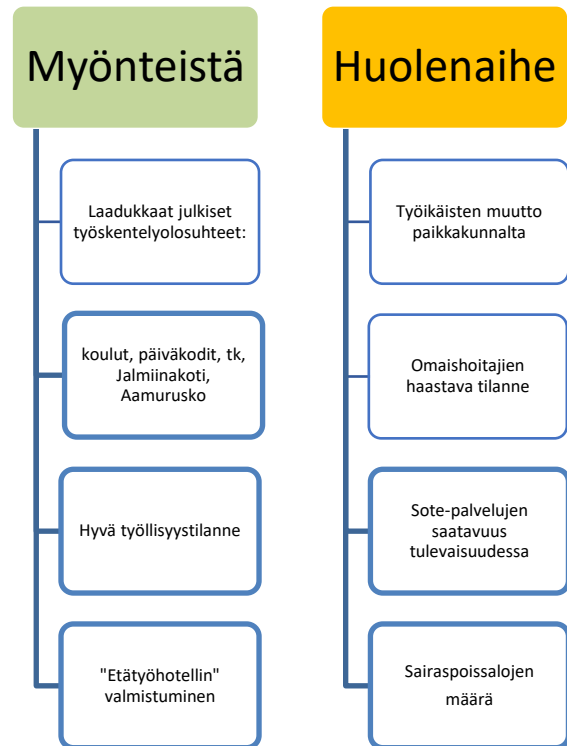 Myönteistä
Laadukkaat julkiset
työskentelyolosuhteet:
koulut, päiväkodit, tk,
Jalmiinakoti,
Aamurusko
Hyvä työllisyystilanne
"Etätyöhotellin"
valmistuminen
Huolenaihe
Työikäisten muutto
paikkakunnalta
Omaishoitajien
haastava tilanne
Sote-palvelujen
saatavuus
tulevaisuudessa
Sairaspoissalojen
määrä